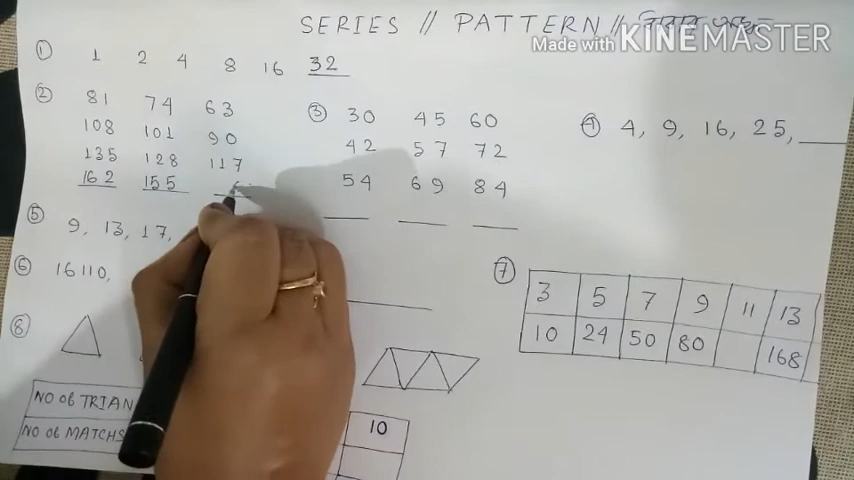 SERIES // PATTERN //
Made with KINEMASTER
① 1 2 4 8 16 32
② 81 74 63
108 101 90
135 128 117
162 155
③ 30 45 60
42 57 72
54 69 84
④ 4, 9, 16, 25,
⑤ 9, 13, 17,
⑥ 16110,
⑦ 3 5 7 9 11 13
10 24 50 80 168
⑧
NO OF TRIAN
NO OF MATCHS
10